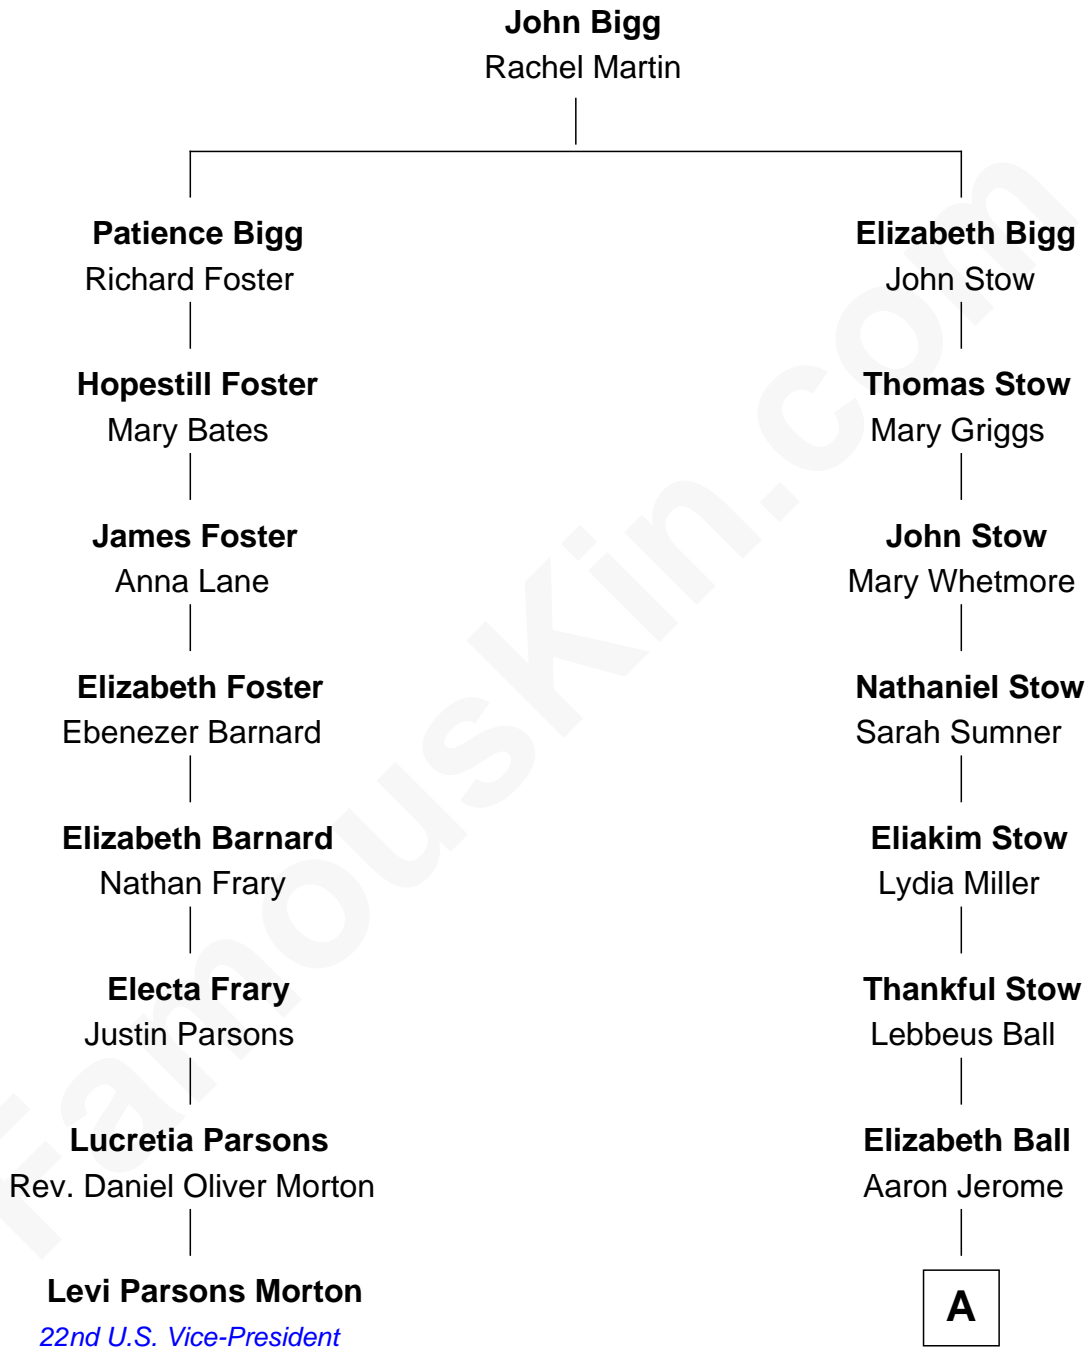 John Bigg
Rachel Martin
Patience Bigg
Richard Foster
Elizabeth Bigg
John Stow
Hopestill Foster
Mary Bates
Thomas Stow
Mary Griggs
James Foster
Anna Lane
John Stow
Mary Whetmore
Elizabeth Foster
Ebenezer Barnard
Nathaniel Stow
Sarah Sumner
Elizabeth Barnard
Nathan Frary
Eliakim Stow
Lydia Miller
Electa Frary
Justin Parsons
Thankful Stow
Lebbeus Ball
Lucretia Parsons
Rev. Daniel Oliver Morton
Elizabeth Ball
Aaron Jerome
Levi Parsons Morton
22nd U.S. Vice-President
A
FamousKin.com